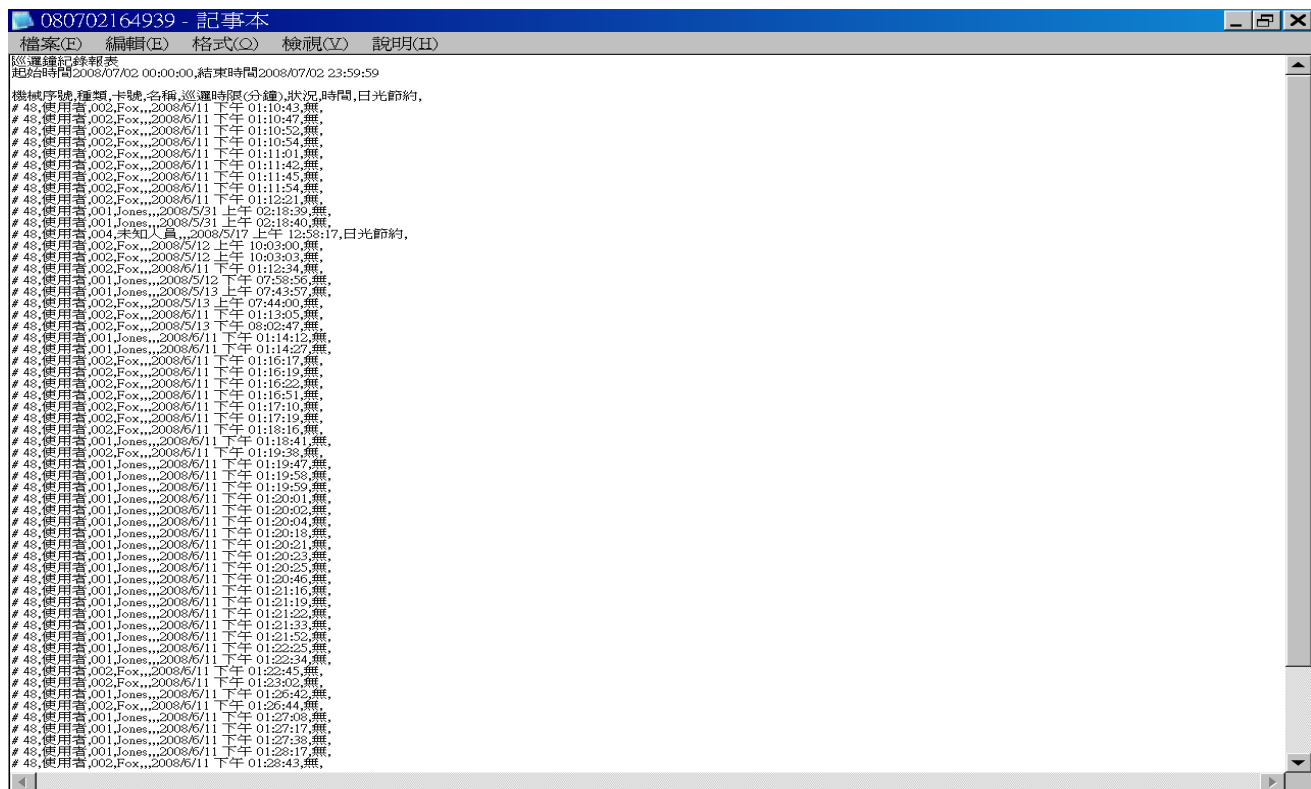 080702164939 - 記事本
檔案(F) 編輯(E) 格式(O) 檢視(V) 說明(H)
巡邏鐘紀錄報表
起始時間2008/07/02 00:00:00,結束時間2008/07/02 23:59:59
機械序號,種類,卡號,名稱,巡邏時限(分鐘),狀況,時間,日光節約,
# 48,使用者,002,Fox,,,2008/6/11 下午 01:10:43,無,
# 48,使用者,002,Fox,,,2008/6/11 下午 01:10:47,無,
# 48,使用者,002,Fox,,,2008/6/11 下午 01:10:52,無,
# 48,使用者,002,Fox,,,2008/6/11 下午 01:10:54,無,
# 48,使用者,002,Fox,,,2008/6/11 下午 01:11:01,無,
# 48,使用者,002,Fox,,,2008/6/11 下午 01:11:42,無,
# 48,使用者,002,Fox,,,2008/6/11 下午 01:11:45,無,
# 48,使用者,002,Fox,,,2008/6/11 下午 01:11:54,無,
# 48,使用者,002,Fox,,,2008/6/11 下午 01:12:21,無,
# 48,使用者,001,Jones,,,2008/5/31 上午 02:18:39,無,
# 48,使用者,001,Jones,,,2008/5/31 上午 02:18:40,無,
# 48,使用者,004,未知人員,,,2008/5/17 上午 12:58:17,日光節約,
# 48,使用者,002,Fox,,,2008/5/12 上午 10:03:00,無,
# 48,使用者,002,Fox,,,2008/5/12 上午 10:03:03,無,
# 48,使用者,002,Fox,,,2008/6/11 下午 01:12:34,無,
# 48,使用者,001,Jones,,,2008/5/12 下午 07:58:56,無,
# 48,使用者,001,Jones,,,2008/5/13 上午 07:43:57,無,
# 48,使用者,002,Fox,,,2008/5/13 上午 07:44:00,無,
# 48,使用者,002,Fox,,,2008/6/11 下午 01:13:05,無,
# 48,使用者,002,Fox,,,2008/5/13 下午 08:02:47,無,
# 48,使用者,001,Jones,,,2008/6/11 下午 01:14:12,無,
# 48,使用者,001,Jones,,,2008/6/11 下午 01:14:27,無,
# 48,使用者,002,Fox,,,2008/6/11 下午 01:16:17,無,
# 48,使用者,002,Fox,,,2008/6/11 下午 01:16:19,無,
# 48,使用者,002,Fox,,,2008/6/11 下午 01:16:22,無,
# 48,使用者,002,Fox,,,2008/6/11 下午 01:16:51,無,
# 48,使用者,002,Fox,,,2008/6/11 下午 01:17:10,無,
# 48,使用者,002,Fox,,,2008/6/11 下午 01:17:19,無,
# 48,使用者,002,Fox,,,2008/6/11 下午 01:18:16,無,
# 48,使用者,001,Jones,,,2008/6/11 下午 01:18:41,無,
# 48,使用者,002,Fox,,,2008/6/11 下午 01:19:38,無,
# 48,使用者,001,Jones,,,2008/6/11 下午 01:19:47,無,
# 48,使用者,001,Jones,,,2008/6/11 下午 01:19:58,無,
# 48,使用者,001,Jones,,,2008/6/11 下午 01:19:59,無,
# 48,使用者,001,Jones,,,2008/6/11 下午 01:20:01,無,
# 48,使用者,001,Jones,,,2008/6/11 下午 01:20:02,無,
# 48,使用者,001,Jones,,,2008/6/11 下午 01:20:04,無,
# 48,使用者,001,Jones,,,2008/6/11 下午 01:20:18,無,
# 48,使用者,001,Jones,,,2008/6/11 下午 01:20:21,無,
# 48,使用者,001,Jones,,,2008/6/11 下午 01:20:23,無,
# 48,使用者,001,Jones,,,2008/6/11 下午 01:20:25,無,
# 48,使用者,001,Jones,,,2008/6/11 下午 01:20:46,無,
# 48,使用者,001,Jones,,,2008/6/11 下午 01:21:16,無,
# 48,使用者,001,Jones,,,2008/6/11 下午 01:21:19,無,
# 48,使用者,001,Jones,,,2008/6/11 下午 01:21:22,無,
# 48,使用者,001,Jones,,,2008/6/11 下午 01:21:33,無,
# 48,使用者,001,Jones,,,2008/6/11 下午 01:21:52,無,
# 48,使用者,001,Jones,,,2008/6/11 下午 01:22:25,無,
# 48,使用者,001,Jones,,,2008/6/11 下午 01:22:34,無,
# 48,使用者,002,Fox,,,2008/6/11 下午 01:22:45,無,
# 48,使用者,002,Fox,,,2008/6/11 下午 01:23:02,無,
# 48,使用者,001,Jones,,,2008/6/11 下午 01:26:42,無,
# 48,使用者,002,Fox,,,2008/6/11 下午 01:26:44,無,
# 48,使用者,001,Jones,,,2008/6/11 下午 01:27:08,無,
# 48,使用者,001,Jones,,,2008/6/11 下午 01:27:17,無,
# 48,使用者,001,Jones,,,2008/6/11 下午 01:27:38,無,
# 48,使用者,001,Jones,,,2008/6/11 下午 01:28:17,無,
# 48,使用者,002,Fox,,,2008/6/11 下午 01:28:43,無,